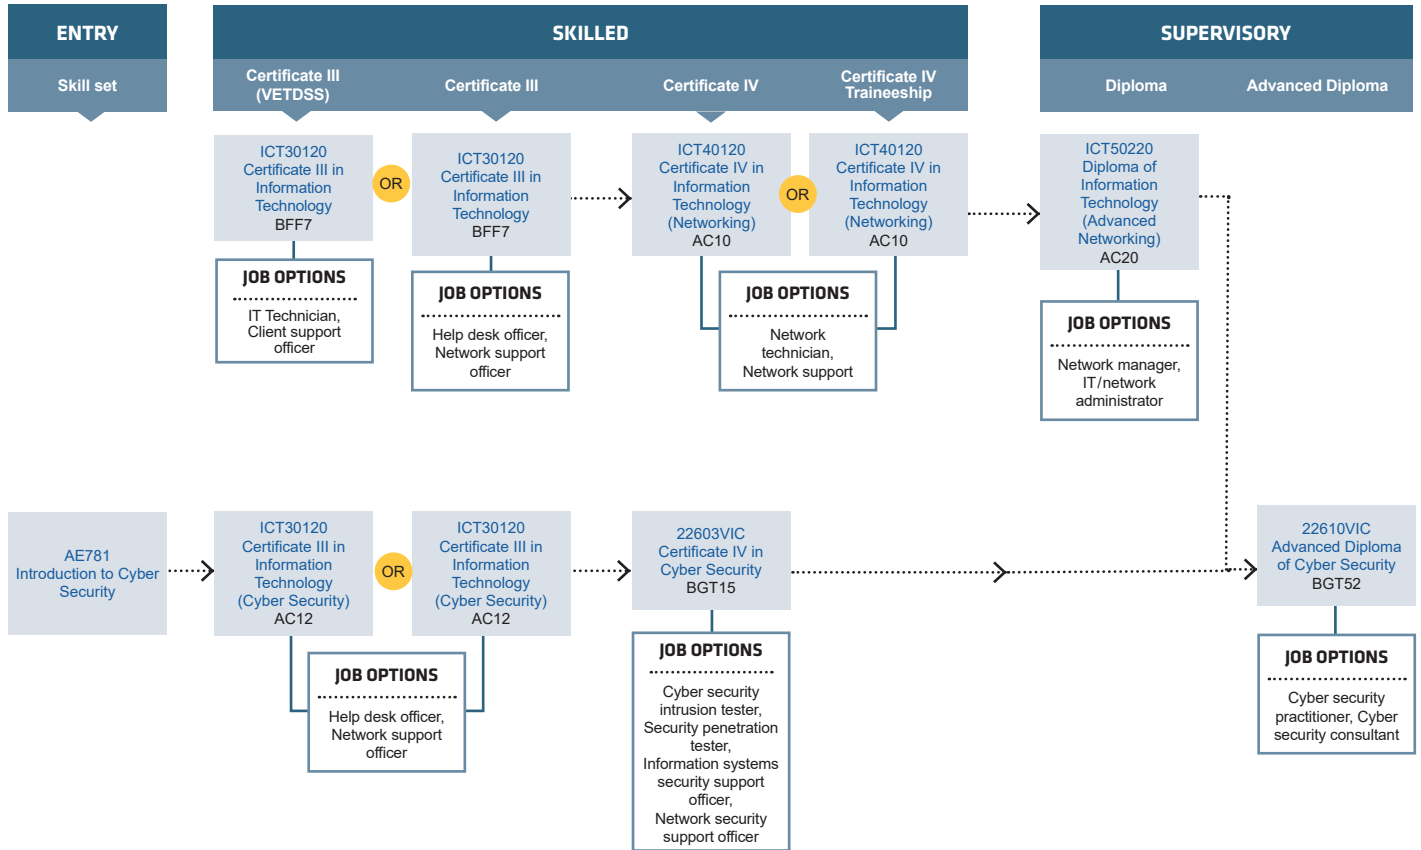 ENTRY
SKILLED
SUPERVISORY
Skill set
Certificate III
(VETDSS)
Certificate III
Certificate IV
Certificate IV
Traineeship
Diploma
Advanced Diploma
ICT30120
Certificate III in
Information
Technology
BFF7
OR
ICT30120
Certificate III in
Information
Technology
BFF7
ICT40120
Certificate IV in
Information
Technology
(Networking)
AC10
OR
ICT40120
Certificate IV in
Information
Technology
(Networking)
AC10
ICT50220
Diploma of
Information
Technology
(Advanced
Networking)
AC20
JOB OPTIONS
IT Technician,
Client support
officer
JOB OPTIONS
Help desk officer,
Network support
officer
JOB OPTIONS
Network
technician,
Network support
JOB OPTIONS
Network manager,
IT/network
administrator
AE781
Introduction to Cyber
Security
ICT30120
Certificate III in
Information
Technology
(Cyber Security)
AC12
OR
ICT30120
Certificate III in
Information
Technology
(Cyber Security)
AC12
22603VIC
Certificate IV in
Cyber Security
BGT15
22610VIC
Advanced Diploma
of Cyber Security
BGT52
JOB OPTIONS
Help desk officer,
Network support
officer
JOB OPTIONS
Cyber security
intrusion tester,
Security penetration
tester,
Information systems
security support
officer,
Network security
support officer
JOB OPTIONS
Cyber security
practitioner, Cyber
security consultant